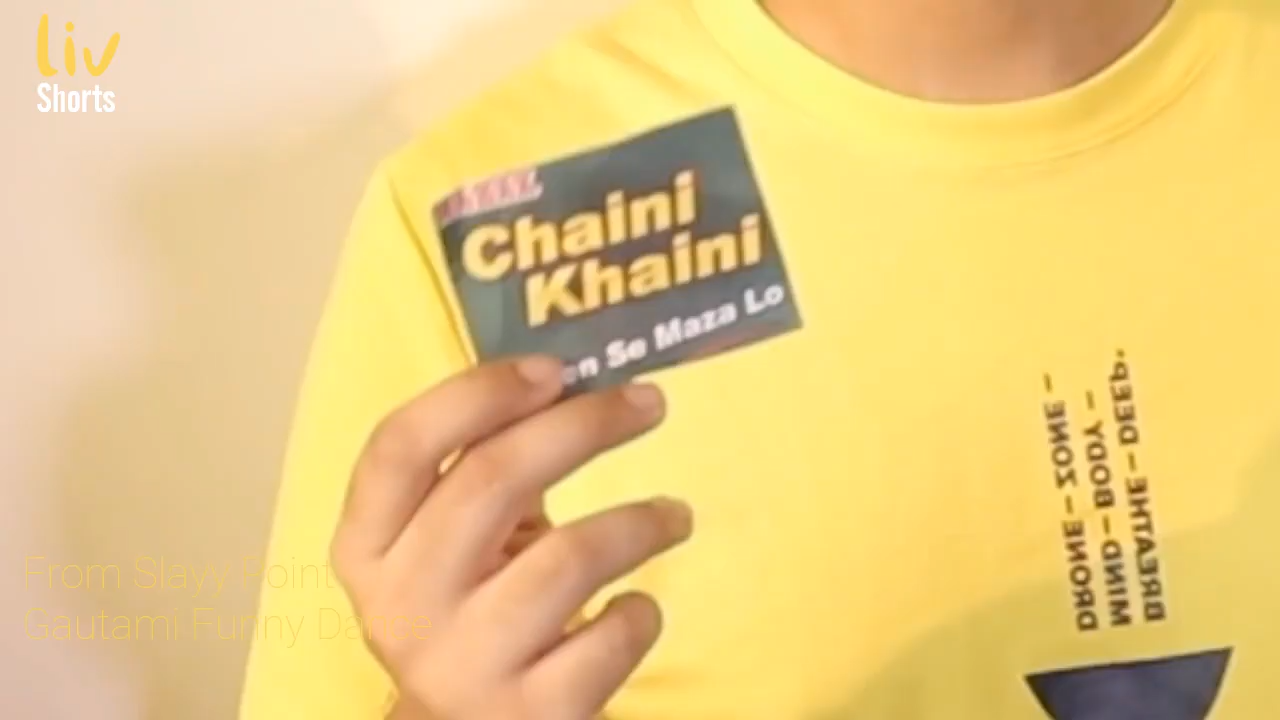 Liv
Shorts
Chaini
Khaini
Se Maza Lo
DRONE – ZONE –
MIND – BODY –
BREATHE – DEEP.
From Slayy Point
Gautami Funny Dance